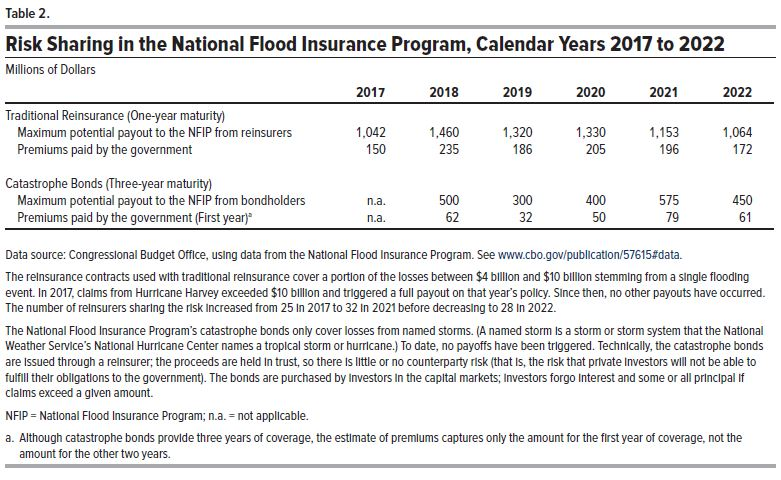 Table 2.
Risk Sharing in the National Flood Insurance Program, Calendar Years 2017 to 2022
Millions of Dollars
2017 2018 2019 2020 2021 2022
Traditional Reinsurance (One-year maturity)
Maximum potential payout to the NFIP from reinsurers 1,042 1,460 1,320 1,330 1,153 1,064
Premiums paid by the government 150 235 186 205 196 172
Catastrophe Bonds (Three-year maturity)
Maximum potential payout to the NFIP from bondholders n.a. 500 300 400 575 450
Premiums paid by the government (First year)ᵃ n.a. 62 32 50 79 61
Data source: Congressional Budget Office, using data from the National Flood Insurance Program. See www.cbo.gov/publication/57615#data.
The reinsurance contracts used with traditional reinsurance cover a portion of the losses between $4 billion and $10 billion stemming from a single flooding
event. In 2017, claims from Hurricane Harvey exceeded $10 billion and triggered a full payout on that year's policy. Since then, no other payouts have occurred.
The number of reinsurers sharing the risk increased from 25 in 2017 to 32 in 2021 before decreasing to 28 in 2022.
The National Flood Insurance Program's catastrophe bonds only cover losses from named storms. (A named storm is a storm or storm system that the National
Weather Service's National Hurricane Center names a tropical storm or hurricane.) To date, no payoffs have been triggered. Technically, the catastrophe bonds
are issued through a reinsurer; the proceeds are held in trust, so there is little or no counterparty risk (that is, the risk that private investors will not be able to
fulfill their obligations to the government). The bonds are purchased by investors in the capital markets; investors forgo interest and some or all principal if
claims exceed a given amount.
NFIP = National Flood Insurance Program; n.a. = not applicable.
a. Although catastrophe bonds provide three years of coverage, the estimate of premiums captures only the amount for the first year of coverage, not the
amount for the other two years.